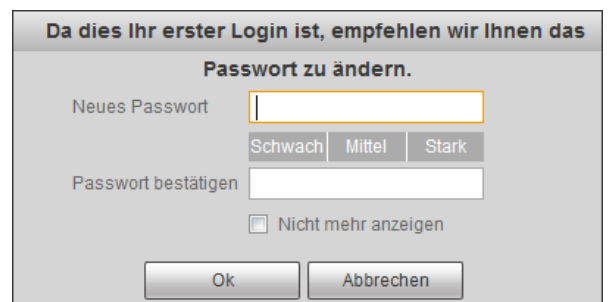 Da dies Ihr erster Login ist, empfehlen wir Ihnen das
Passwort zu ändern.
Neues Passwort
Schwach Mittel Stark
Passwort bestätigen
Nicht mehr anzeigen
Ok Abbrechen